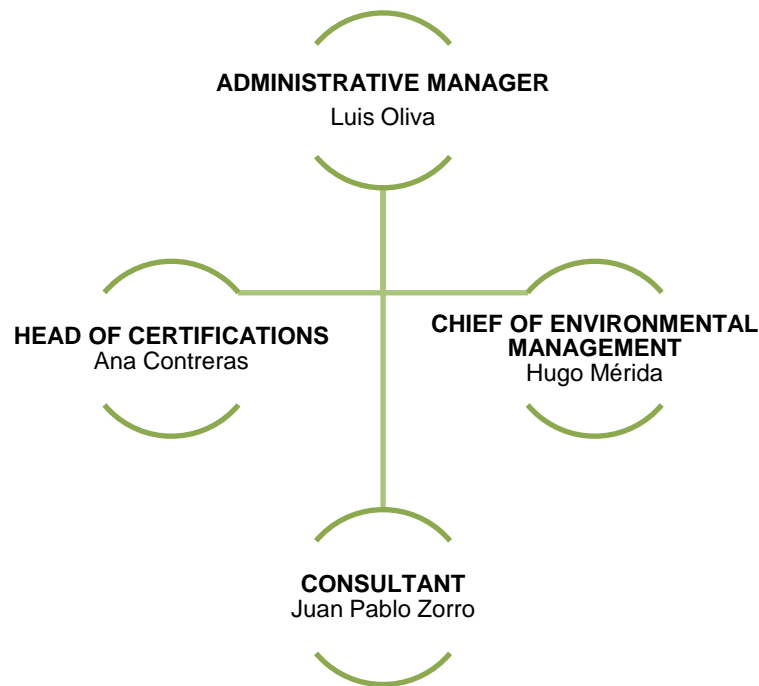 ADMINISTRATIVE MANAGER
Luis Oliva
HEAD OF CERTIFICATIONS
Ana Contreras
CHIEF OF ENVIRONMENTAL
MANAGEMENT
Hugo Mérida
CONSULTANT
Juan Pablo Zorro